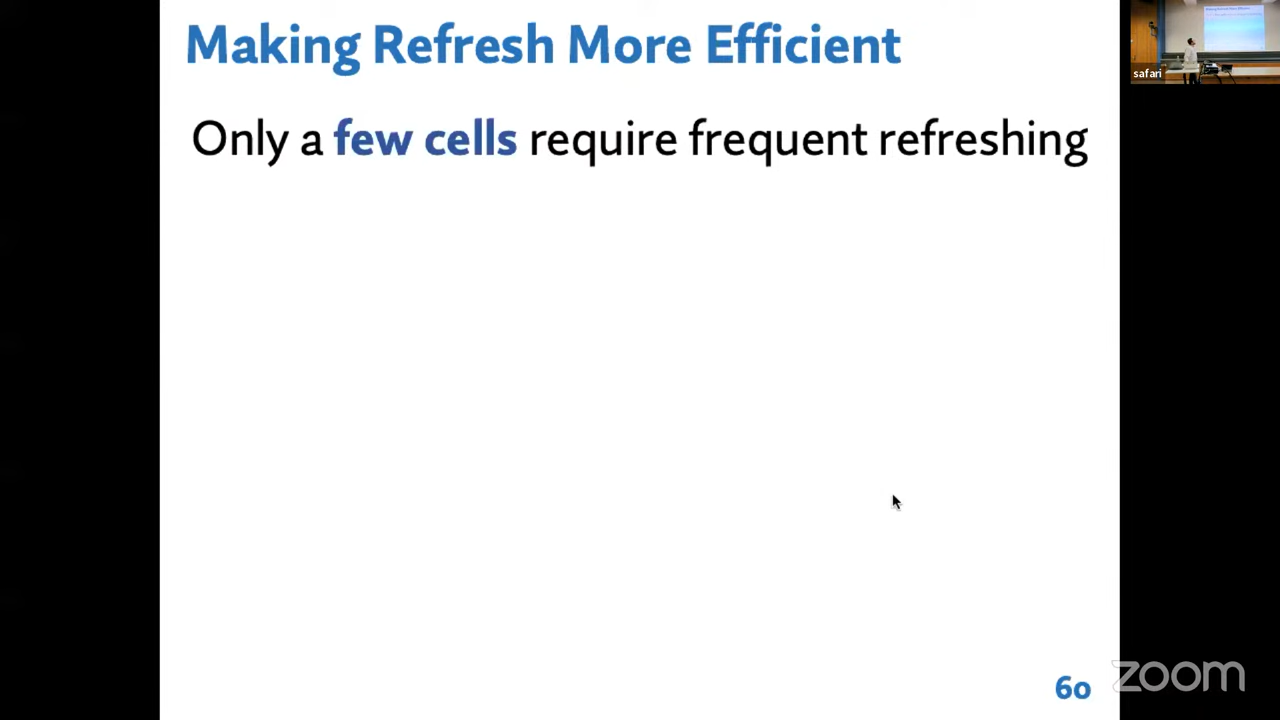 Making Refresh More Efficient
Only a few cells require frequent refreshing
safari
60
zoom